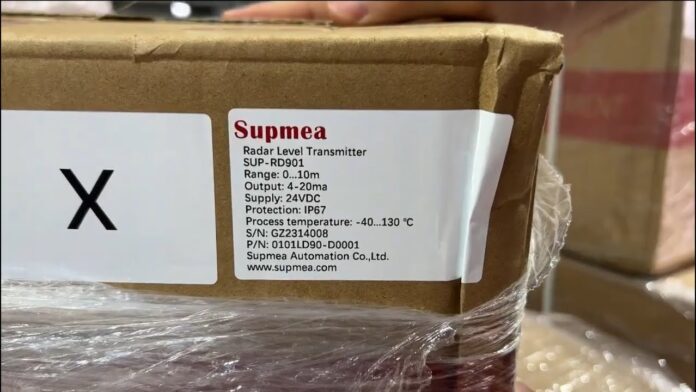 X
Supmea
Radar Level Transmitter
SUP-RD901
Range: 0...10m
Output: 4-20ma
Supply: 24VDC
Protection: IP67
Process temperature: -40...130 ℃
S/N: GZ2314008
P/N: 0101LD90-D0001
Supmea Automation Co.,Ltd.
www.supmea.com